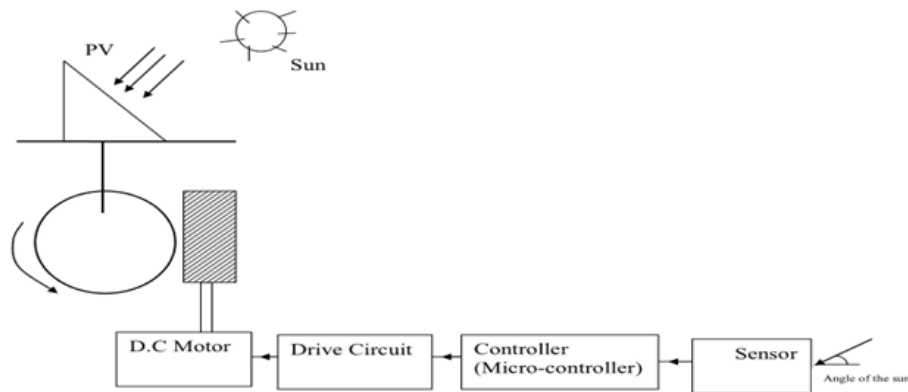 PV
Sun
D.C Motor
Drive Circuit
Controller
(Micro-controller)
Sensor
Angle of the sun